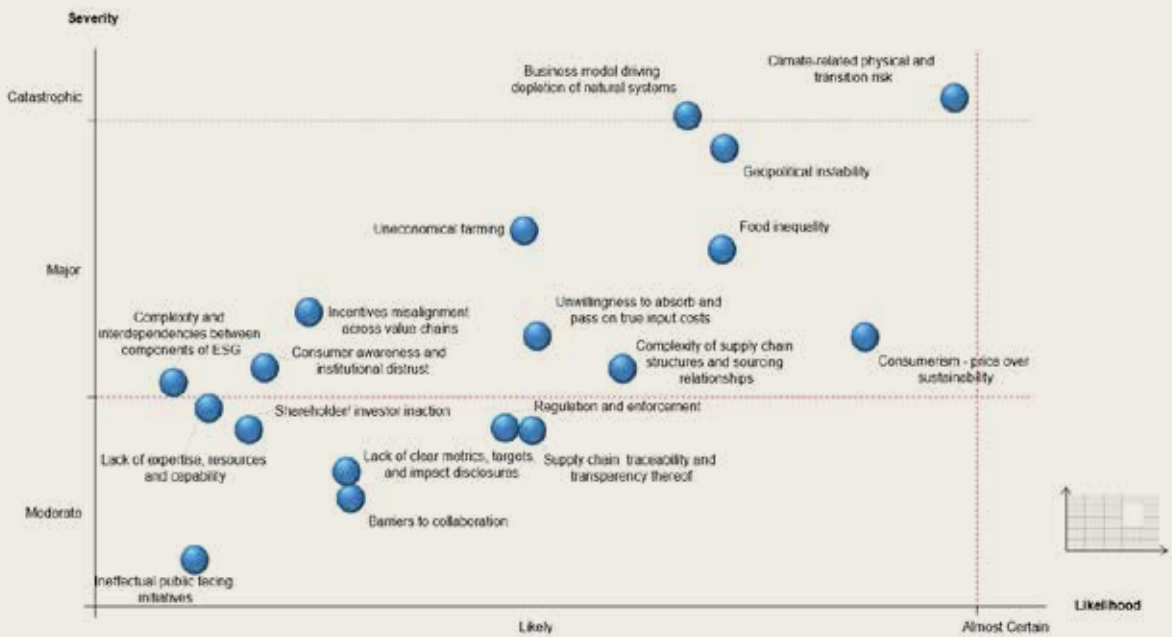 Severity
Catastrophic
Major
Moderate
Climate-related physical and
transition risk
Business model driving
depletion of natural systems
Geopolitical instability
Uneconomical farming
Food inequality
Incentives misalignment
across value chains
Unwillingness to absorb and
pass on true input costs
Complexity and
interdependencies between
components of ESG
Consumer awareness and
institutional distrust
Complexity of supply chain
structures and sourcing
relationships
Consumerism - price over
sustainability
Shareholder/ investor inaction
Regulation and enforcement
Lack of expertise, resources
and capability
Lack of clear metrics, targets
and impact disclosures
Supply chain traceability and
transparency thereof
Barriers to collaboration
Ineffectual public facing
initiatives
Likely
Almost Certain
Likelihood